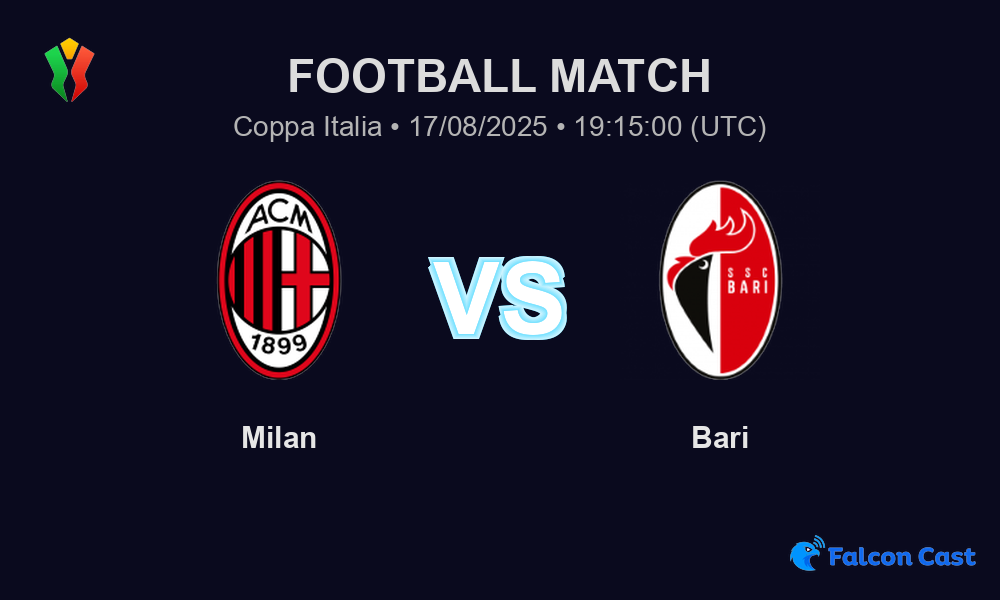 FOOTBALL MATCH
Coppa Italia • 17/08/2025 • 19:15:00 (UTC)
ACM
1899
VS
SSC
BARI
Milan
Bari
Falcon Cast